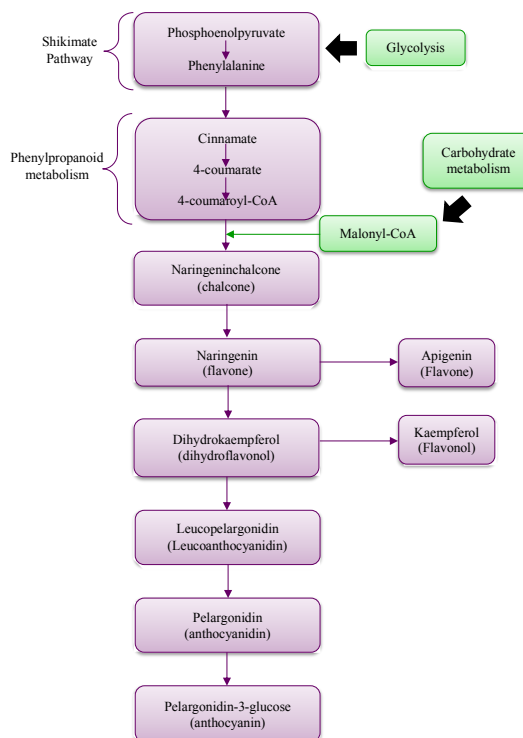 Shikimate
Pathway
Phosphoenolpyruvate
Phenylalanine
Glycolysis
Phenylpropanoid
metabolism
Cinnamate
4-coumarate
4-coumaroyl-CoA
Carbohydrate
metabolism
Malonyl-CoA
Naringeninchalcone
(chalcone)
Naringenin
(flavone)
Apigenin
(Flavone)
Dihydrokaempferol
(dihydroflavonol)
Kaempferol
(Flavonol)
Leucopelargonidin
(Leucoanthocyanidin)
Pelargonidin
(anthocyanidin)
Pelargonidin-3-glucose
(anthocyanin)